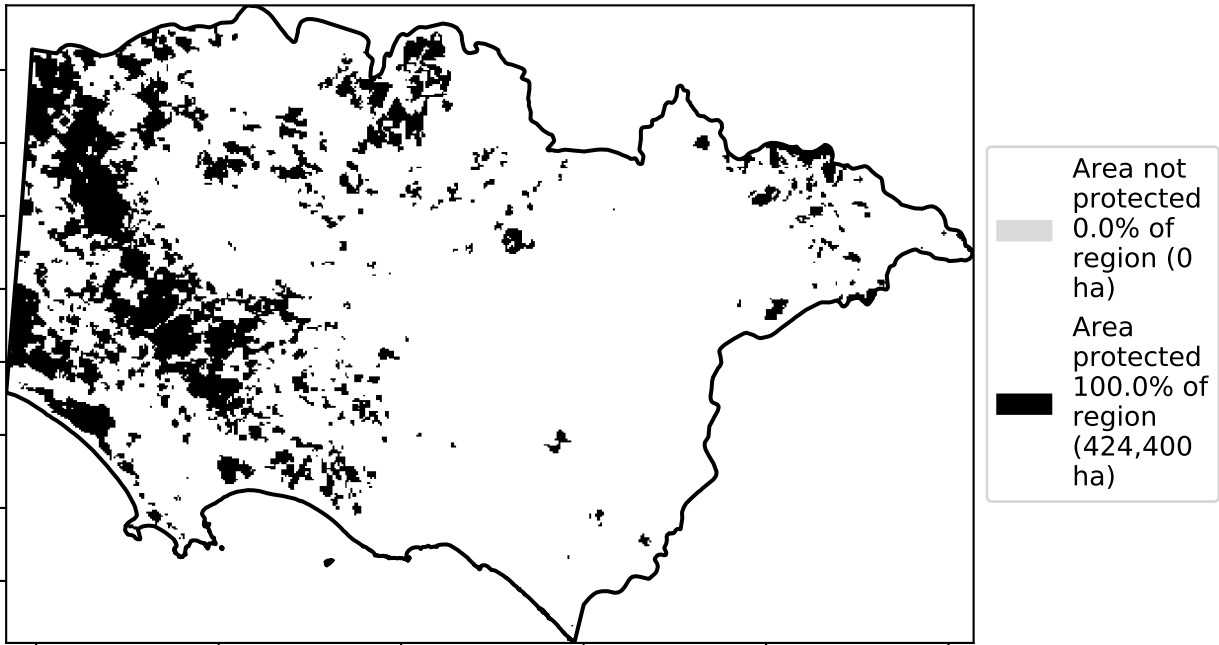 Area not
protected
0.0% of
region (0
ha)
Area
protected
100.0% of
region
(424,400
ha)